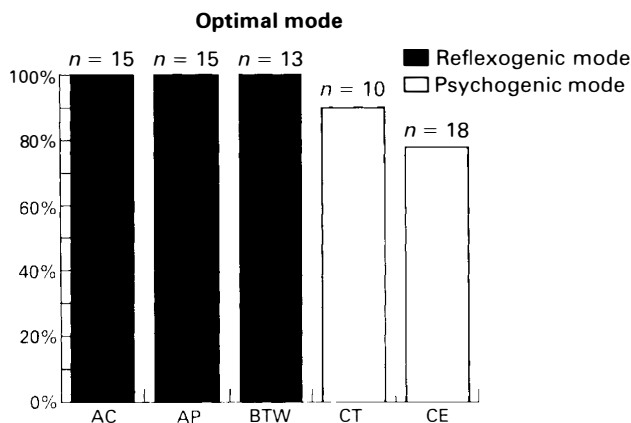 Optimal mode
n = 15 n = 15 n = 13
Reflexogenic mode
Psychogenic mode
n = 10
n = 18
100%
80%
60%
40%
20%
0%
AC AP BTW CT CE